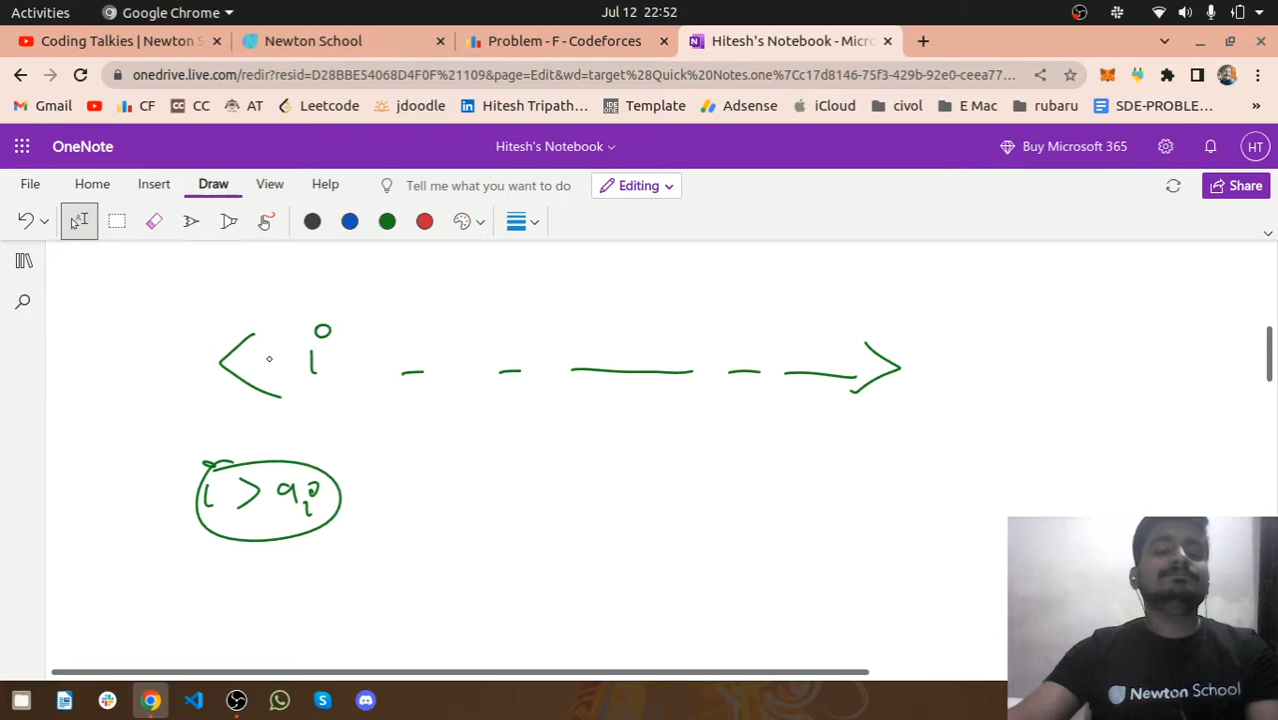 Activities Google Chrome Jul 12 22:52
Coding Talkies | Newton S Newton School Problem - F - Codeforces Hitesh's Notebook - Micro
onedrive.live.com/redir?resid=D28BBE54068D4F0F%21109&page=Edit&wd=target%28Quick%20Notes.one%7Cc17d8146-75f3-429b-92e0-ceea77...
Gmail CF CC AT Leetcode jdoodle Hitesh Tripath... Template Adsense iCloud civol E Mac rubaru SDE-PROBLE... »
OneNote Hitesh's Notebook Buy Microsoft 365 HT
File Home Insert Draw View Help Tell me what you want to do Editing Share
i
i > ai
Newton School